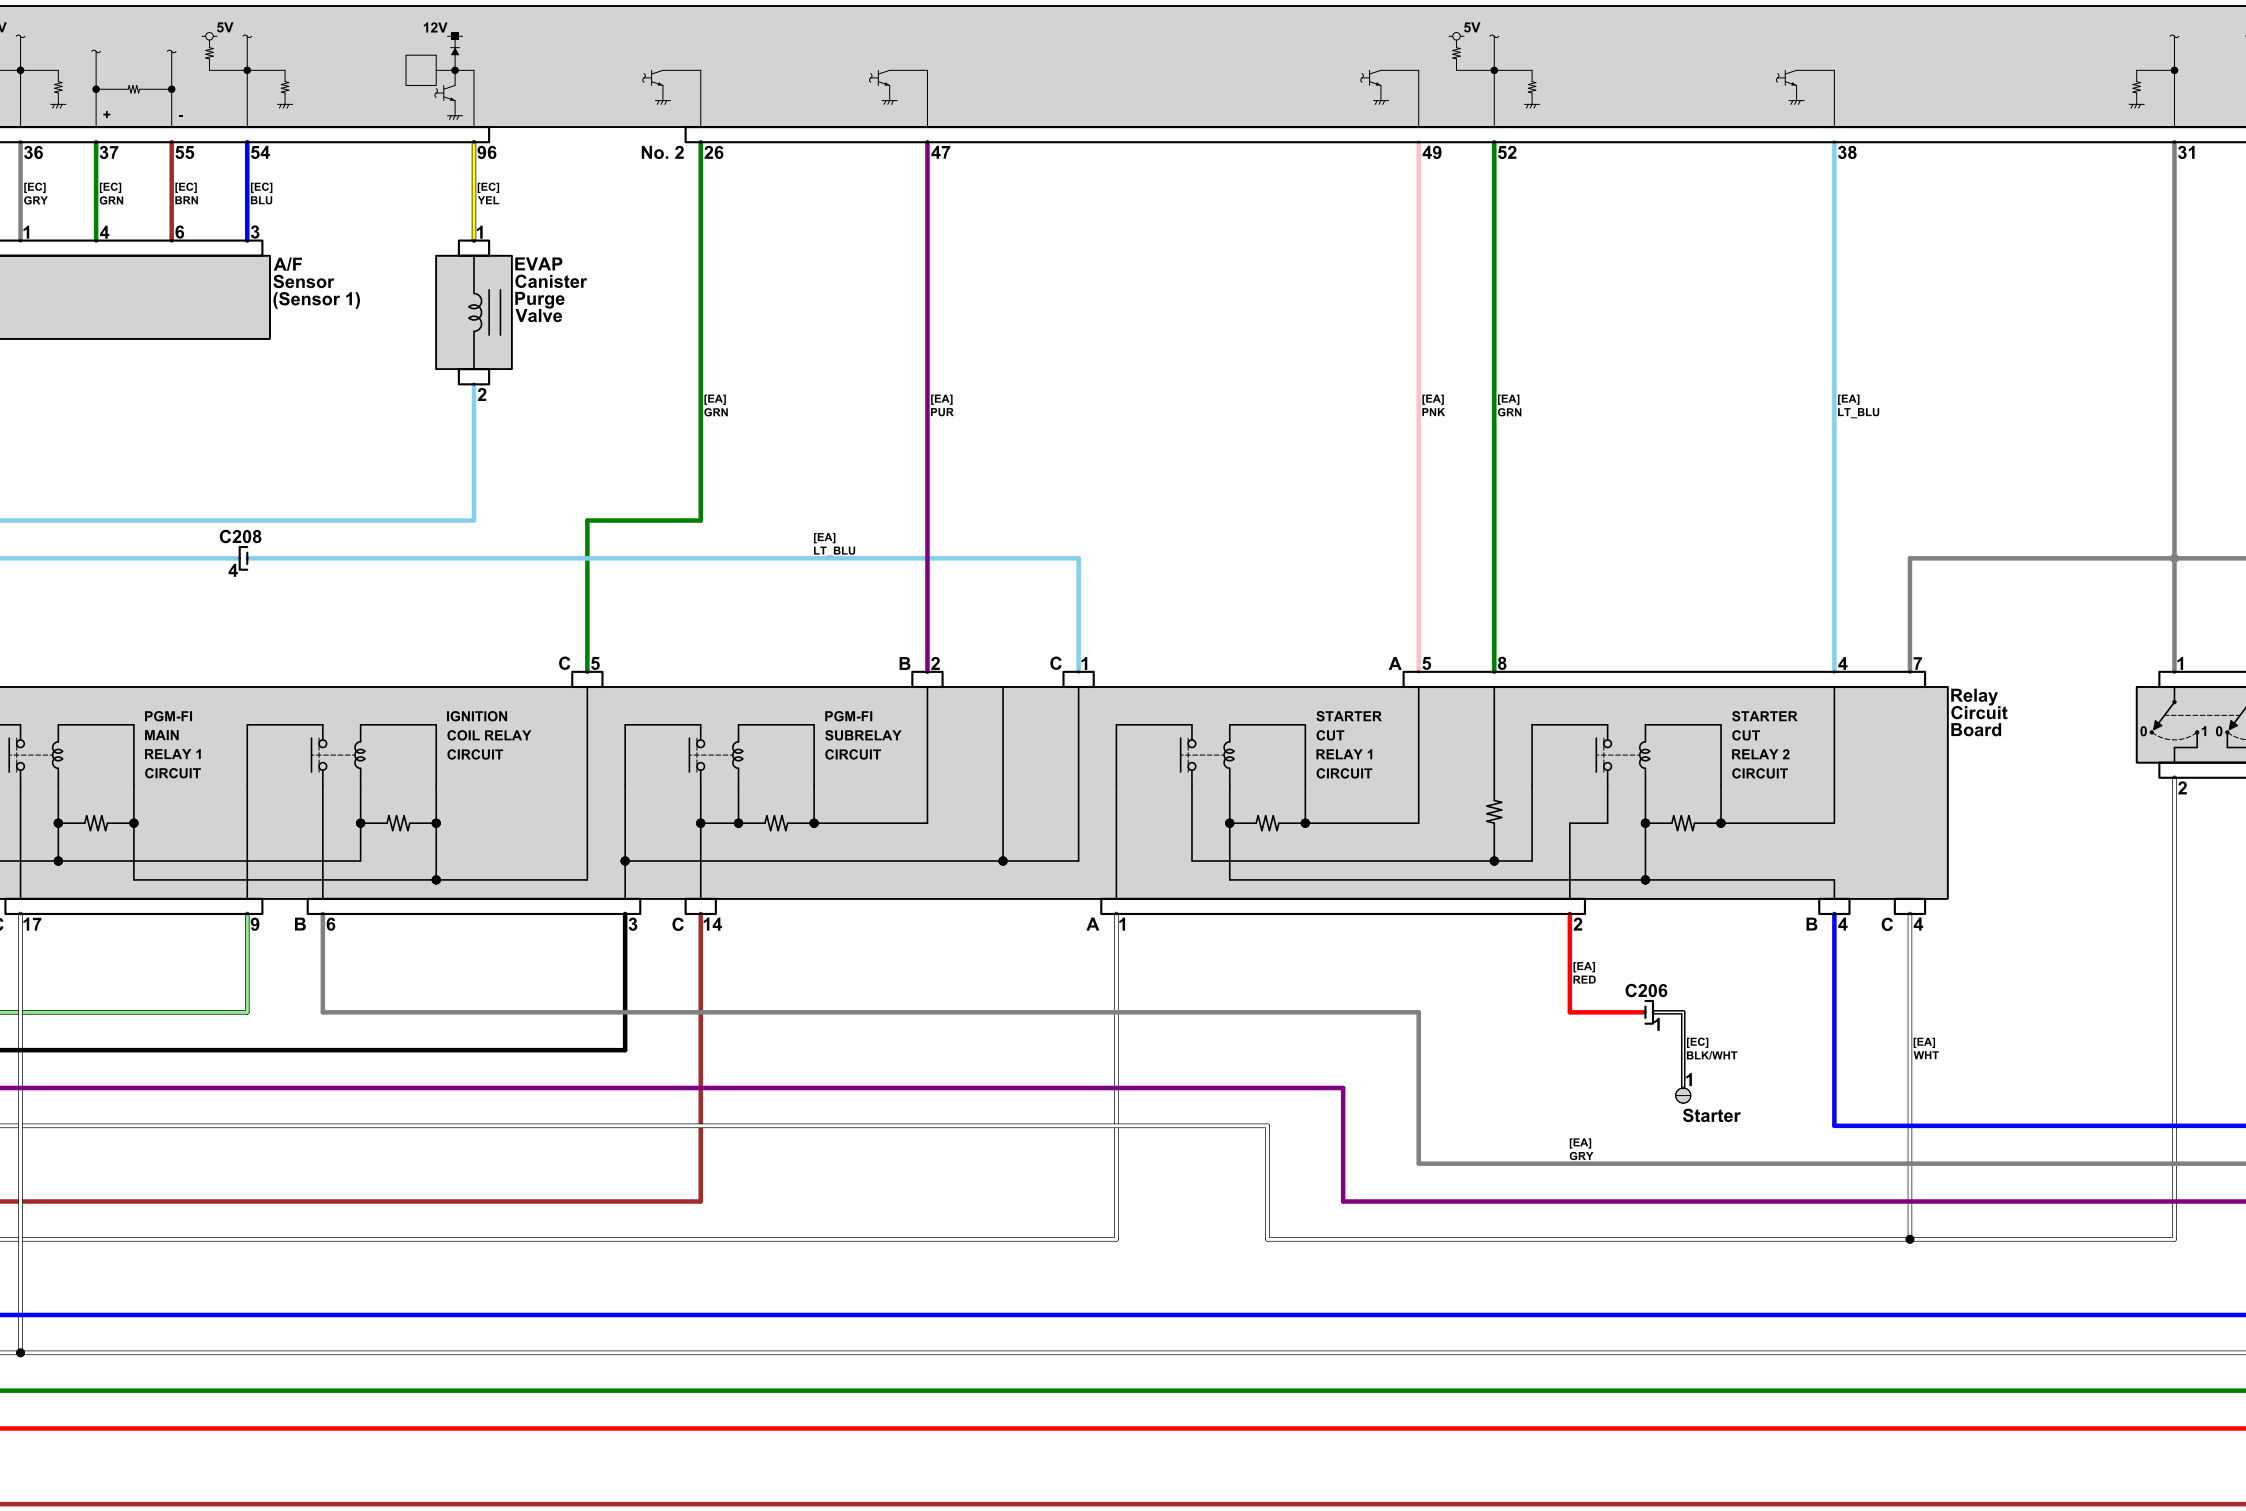 V
5V
12V
5V
+
-
36
37
55
54
96
No. 2
26
47
49
52
38
31
[EC]
GRY
[EC]
GRN
[EC]
BRN
[EC]
BLU
[EC]
YEL
1
4
6
3
1
A/F
Sensor
(Sensor 1)
EVAP
Canister
Purge
Valve
2
[EA]
GRN
[EA]
PUR
[EA]
PNK
[EA]
GRN
[EA]
LT_BLU
C208
4
[EA]
LT_BLU
C
5
B
2
C
1
A
5
8
4
7
1
PGM-FI
MAIN
RELAY 1
CIRCUIT
IGNITION
COIL RELAY
CIRCUIT
PGM-FI
SUBRELAY
CIRCUIT
STARTER
CUT
RELAY 1
CIRCUIT
STARTER
CUT
RELAY 2
CIRCUIT
Relay
Circuit
Board
0
1
0
2
C
17
9
B
6
3
C
14
A
1
2
B
4
C
4
[EA]
RED
C206
1
[EC]
BLK/WHT
1
Starter
[EA]
WHT
[EA]
GRY